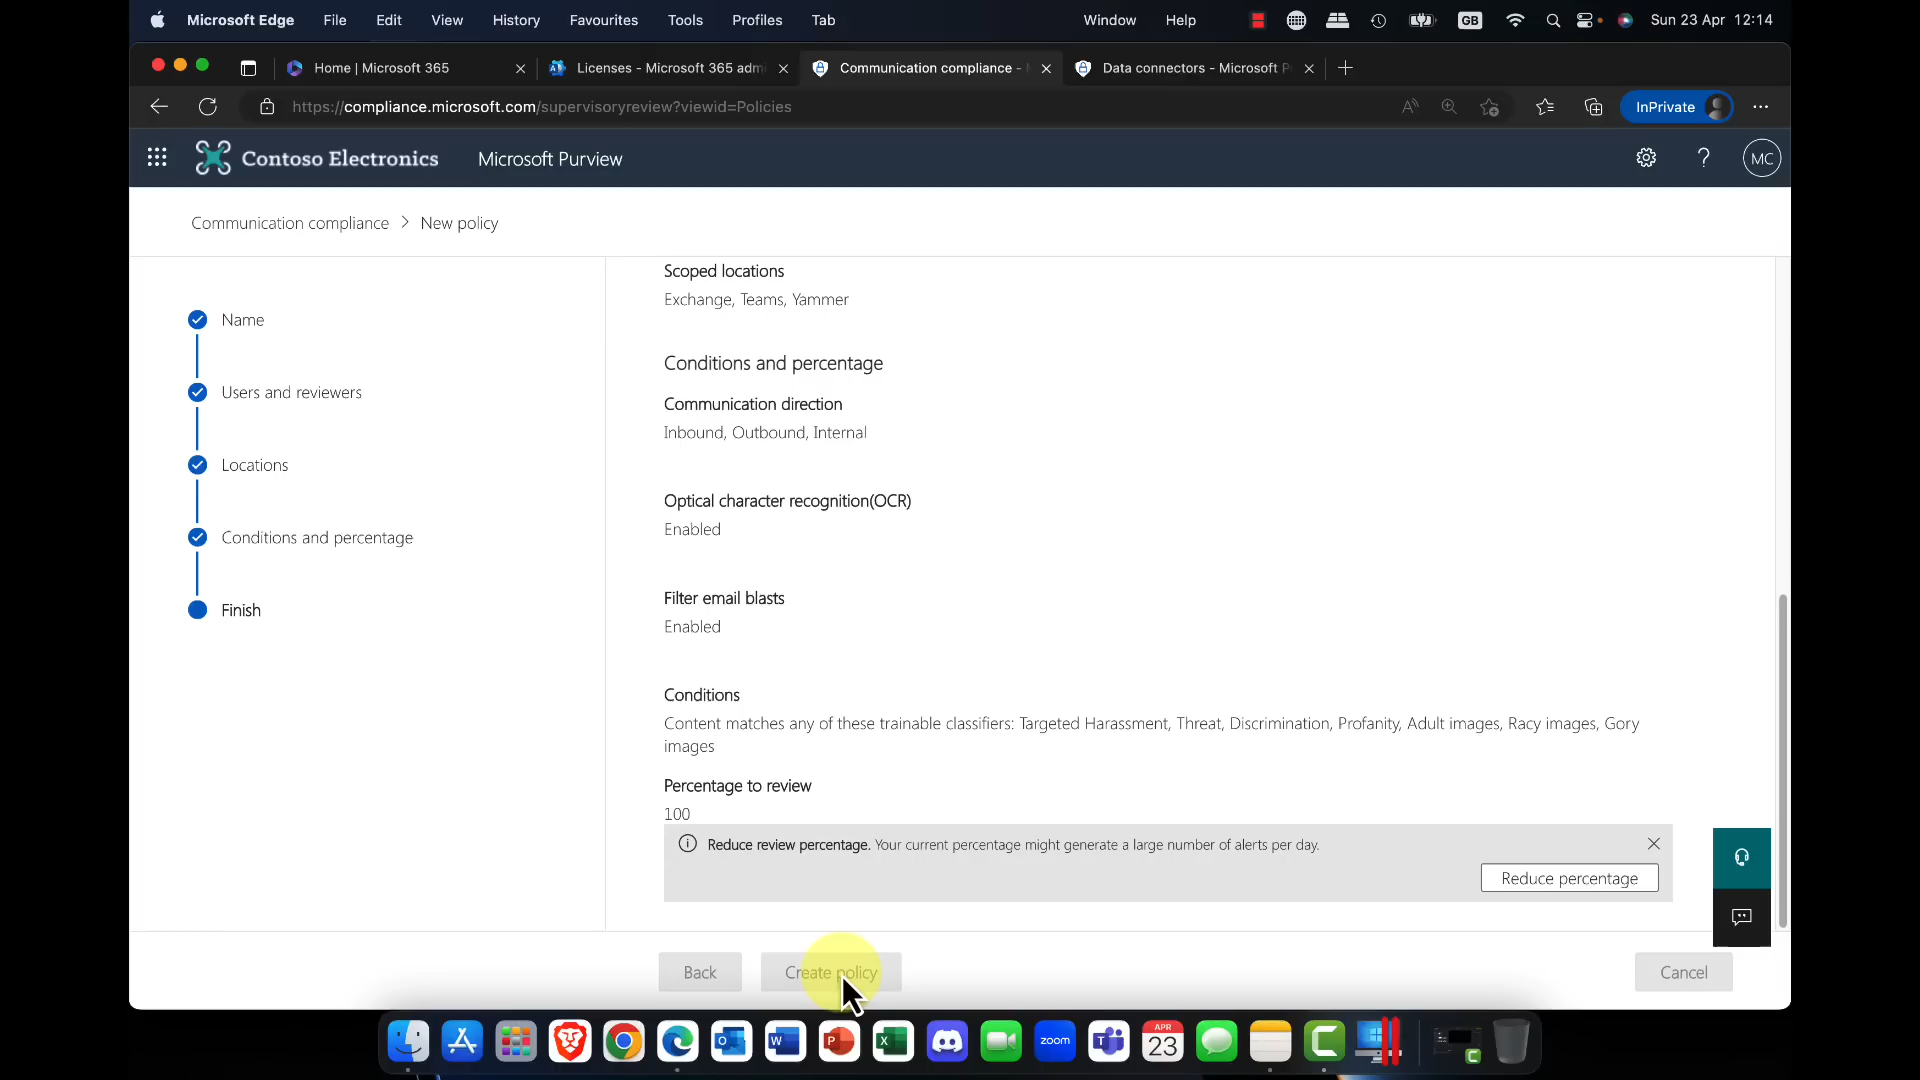 Microsoft Edge File Edit View History Favourites Tools Profiles Tab Window Help GB Sun 23 Apr 12:14
Home | Microsoft 365
Licenses - Microsoft 365 adm
Communication compliance -
Data connectors - Microsoft P
https://compliance.microsoft.com/supervisoryreview?viewid=Policies
InPrivate
Contoso Electronics
Microsoft Purview
?
MC
Communication compliance > New policy
Name
Users and reviewers
Locations
Conditions and percentage
Finish
Scoped locations
Exchange, Teams, Yammer
Conditions and percentage
Communication direction
Inbound, Outbound, Internal
Optical character recognition(OCR)
Enabled
Filter email blasts
Enabled
Conditions
Content matches any of these trainable classifiers: Targeted Harassment, Threat, Discrimination, Profanity, Adult images, Racy images, Gory
images
Percentage to review
100
Reduce review percentage. Your current percentage might generate a large number of alerts per day.
Reduce percentage
Back
Create policy
Cancel
zoom
APR
23